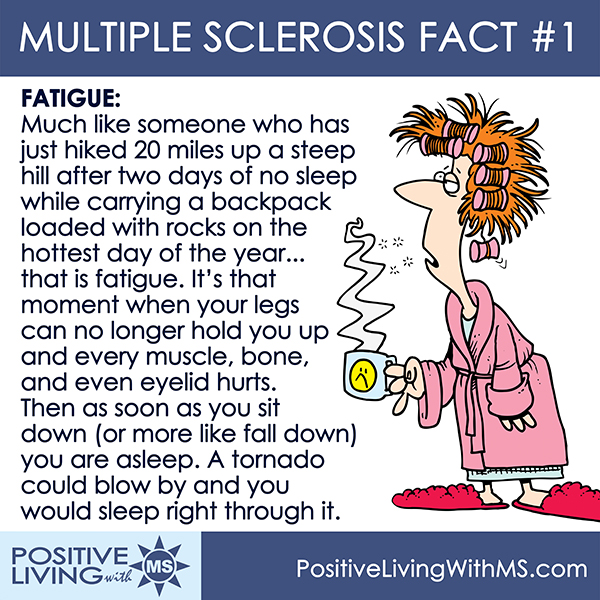 MULTIPLE SCLEROSIS FACT #1
FATIGUE:
Much like someone who has
just hiked 20 miles up a steep
hill after two days of no sleep
while carrying a backpack
loaded with rocks on the
hottest day of the year...
that is fatigue. It's that
moment when your legs
can no longer hold you up
and every muscle, bone,
and even eyelid hurts.
Then as soon as you sit
down (or more like fall down)
you are asleep. A tornado
could blow by and you
would sleep right through it.
POSITIVE
LIVING with MS
PositiveLivingWithMS.com